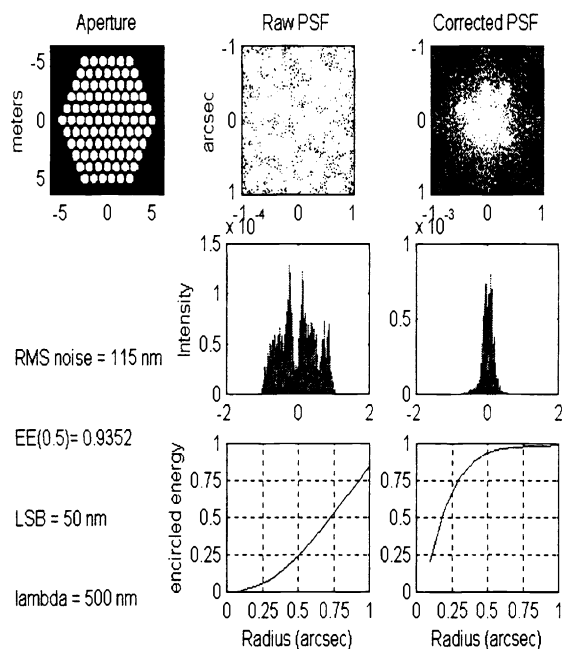 Aperture
Raw PSF
Corrected PSF
-5
0
5
meters
-5 0 5
-1
0
1
arcsec
-1 0 1
-1
0
1
-1 0 1
x 10^-4
1.5
1
0.5
0
Intensity
-2 0 2
x 10^-3
1
0.5
0
-2 0 2
RMS noise = 115 nm
EE(0.5)= 0.9352
LSB = 50 nm
lambda = 500 nm
0.75
0.5
0.25
0
encircled energy
0 0.25 0.5 0.75 1
Radius (arcsec)
0.75
0.5
0.25
0
0 0.25 0.5 0.75 1
Radius (arcsec)